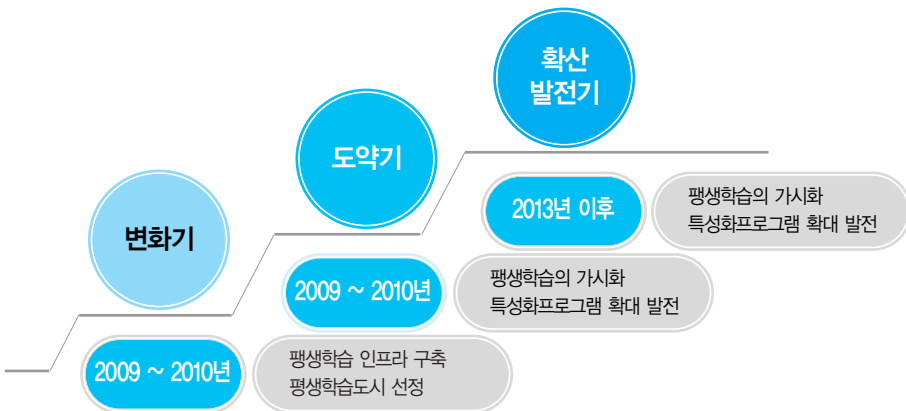 변화기
2009 ~ 2010년
팽생학습 인프라 구축
평생학습도시 선정
도약기
2009 ~ 2010년
팽생학습의 가시화
특성화프로그램 확대 발전
확산
발전기
2013년 이후
팽생학습의 가시화
특성화프로그램 확대 발전